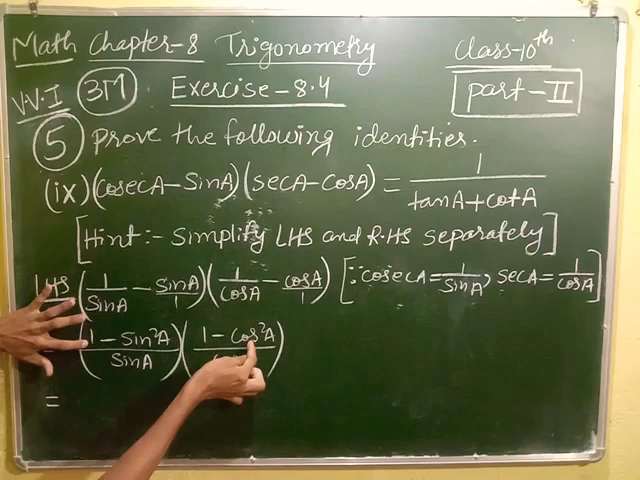 Math Chapter-8 Trigonometry Class-10th
V.V.I 3M Exercise-8.4 part-II
5 Prove the following identities.
(ix) (CosecA-SinA) (SecA-CosA) = 1/(tanA+cotA)
[Hint:- Simplify LHS and R.HS separately]
LHS (1/SinA - SinA/1) (1/CosA - CosA/1) [∵CosecA = 1/SinA, SecA = 1/CosA]
((1-Sin²A)/SinA) ((1-Cos²A)/
=